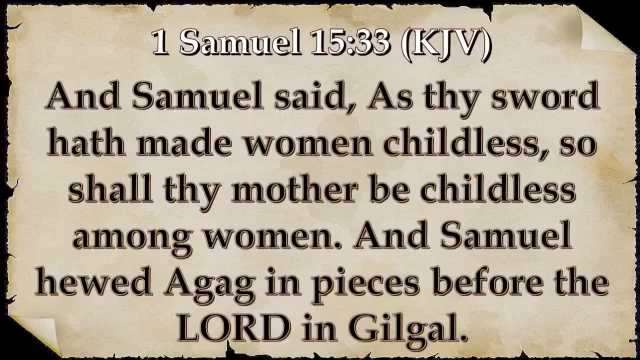 1 Samuel 15:33 (KJV)
And Samuel said, As thy sword
hath made women childless, so
shall thy mother be childless
among women. And Samuel
hewed Agag in pieces before the
LORD in Gilgal.